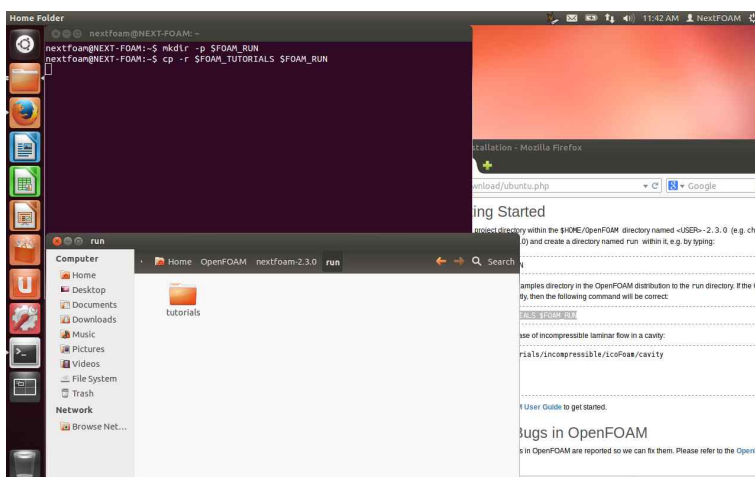 Home Folder
11:42 AM NextFOAM
nextfoam@NEXT-FOAM: ~
nextfoam@NEXT-FOAM:~$ mkdir -p $FOAM_RUN
nextfoam@NEXT-FOAM:~$ cp -r $FOAM_TUTORIALS $FOAM_RUN
stallation - Mozilla Firefox
wnload/ubuntu.php
Google
ing Started
project directory within the $HOME/OpenFOAM directory named <USER>-2.3.0 (e.g. ch
.0) and create a directory named run within it, e.g. by typing:
N
amples directory in the OpenFOAM distribution to the run directory. If the
tly, then the following command will be correct:
IALS $FOAM_RUN
ase of incompressible laminar flow in a cavity:
rials/incompressible/icoFoam/cavity
User Guide to get started.
Bugs in OpenFOAM
s in OpenFOAM are reported so we can fix them. Please refer to the Open
run
Computer
Home
Desktop
Documents
Downloads
Music
Pictures
Videos
File System
Trash
Network
Browse Net...
Home OpenFOAM nextfoam-2.3.0 run
Search
tutorials